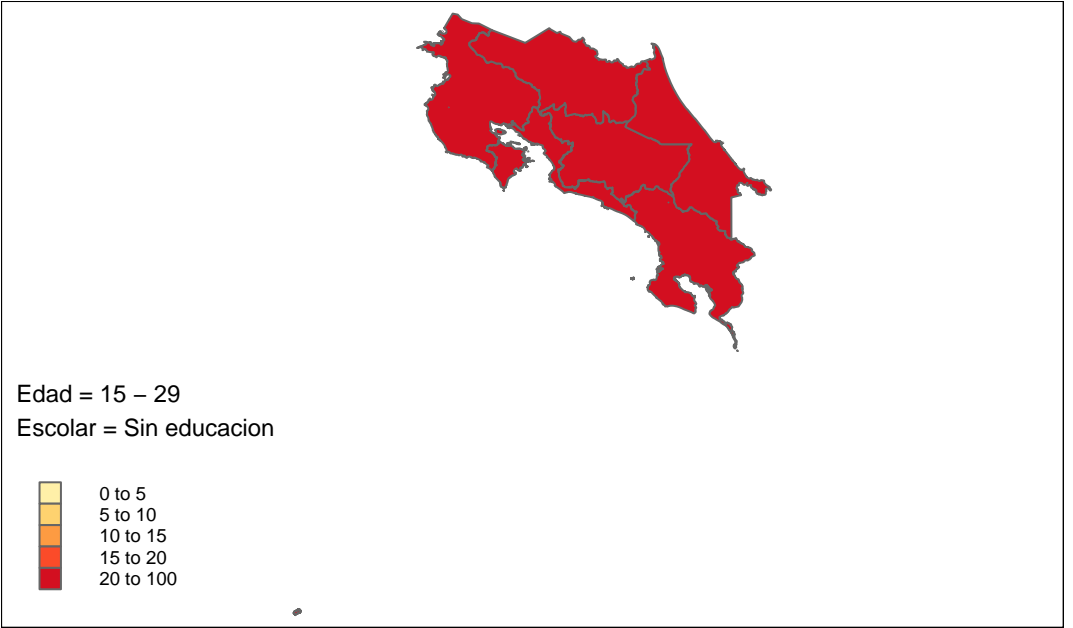 Edad = 15 − 29
Escolar = Sin educacion
0 to 5
5 to 10
10 to 15
15 to 20
20 to 100